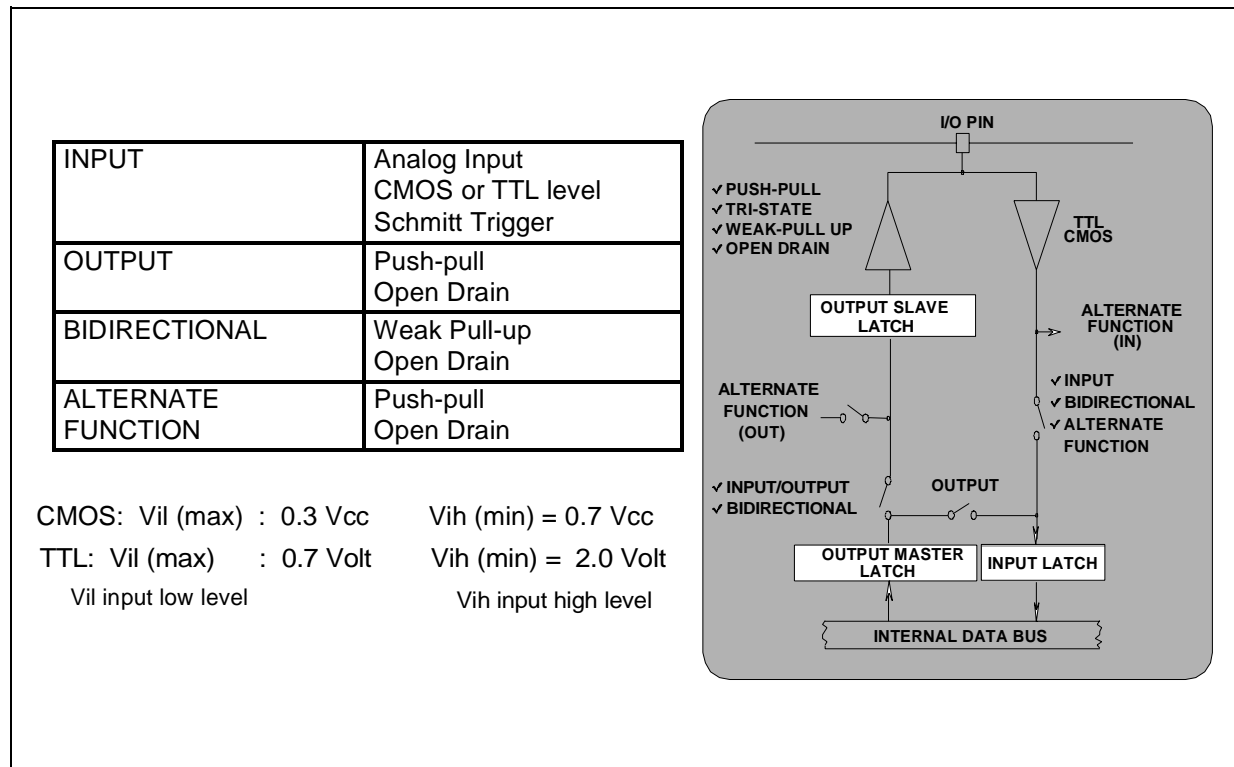 INPUT
Analog Input
CMOS or TTL level
Schmitt Trigger
OUTPUT
Push-pull
Open Drain
BIDIRECTIONAL
Weak Pull-up
Open Drain
ALTERNATE
FUNCTION
Push-pull
Open Drain
CMOS: Vil (max) : 0.3 Vcc Vih (min) = 0.7 Vcc
TTL: Vil (max) : 0.7 Volt Vih (min) = 2.0 Volt
Vil input low level Vih input high level
I/O PIN
✓ PUSH-PULL
✓ TRI-STATE
✓ WEAK-PULL UP
✓ OPEN DRAIN
TTL
CMOS
OUTPUT SLAVE
LATCH
ALTERNATE
FUNCTION
(IN)
ALTERNATE
FUNCTION
(OUT)
✓ INPUT
✓ BIDIRECTIONAL
✓ ALTERNATE
FUNCTION
✓ INPUT/OUTPUT
✓ BIDIRECTIONAL
OUTPUT
OUTPUT MASTER
LATCH
INPUT LATCH
INTERNAL DATA BUS